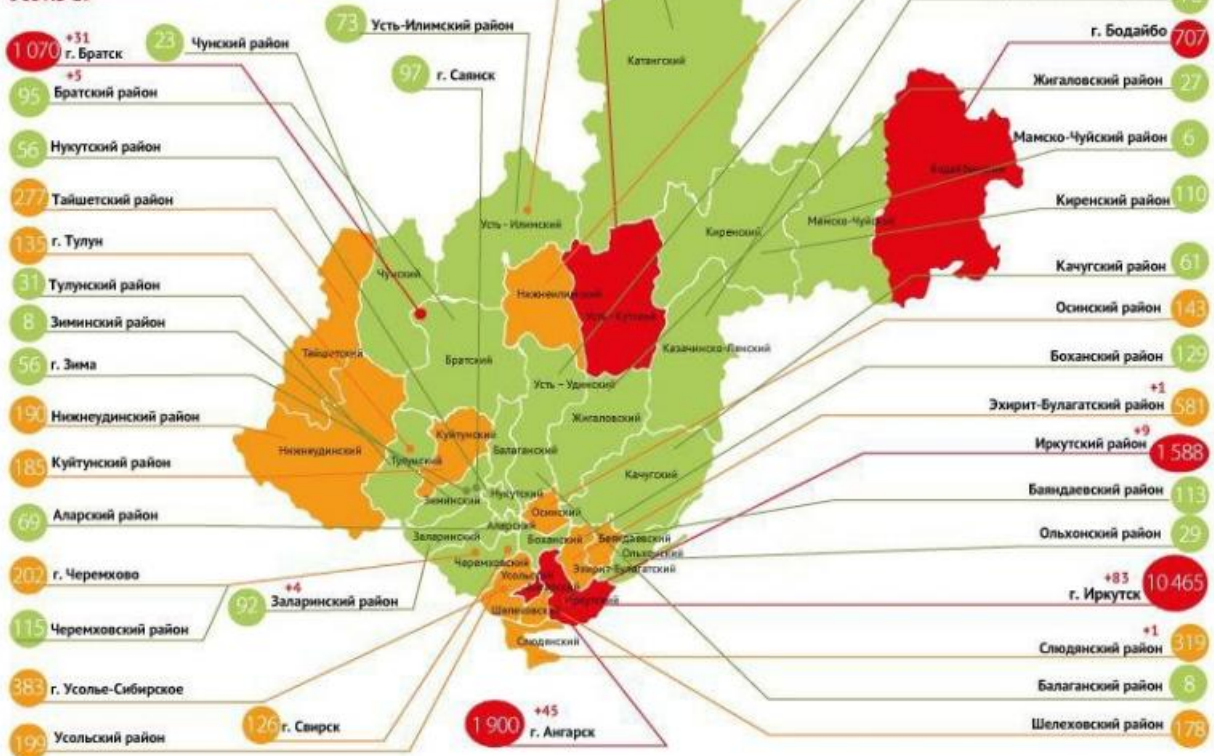 73
Усть-Илимский район
1 070
+31
г. Братск
23
Чунский район
97
г. Саянск
+5
95
Братский район
56
Нукутский район
277
Тайшетский район
135
г. Тулун
31
Тулунский район
8
Зиминский район
56
г. Зима
190
Нижнеудинский район
185
Куйтунский район
69
Аларский район
202
г. Черемхово
+4
92
Заларинский район
115
Черемховский район
383
г. Усолье-Сибирское
126
г. Свирск
199
Усольский район
1 900
+45
г. Ангарск
Катангский
Усть - Илимский
Чунский
Киренский
Мамско-Чуйский
Тайшетский
Братский
Казачинско-Ленский
Усть – Удинский
Жигаловский
Нижнеудинский
Тулунский
Куйтунский
Балаганский
Качугский
Зиминский
Нукутский
Осинский
Аларский
Заларинский
Боханский
Баяндаевский
Ольхонский
Черемховский
Эхирит-Булагатский
Шелеховский
Слюдянский
г. Бодайбо
707
Жигаловский район
27
Мамско-Чуйский район
6
Киренский район
110
Качугский район
61
Осинский район
143
Боханский район
129
+1
Эхирит-Булагатский район
581
+9
Иркутский район
1 588
Баяндаевский район
113
Ольхонский район
29
+83
г. Иркутск
10 465
+1
Слюдянский район
319
Балаганский район
8
Шелеховский район
178